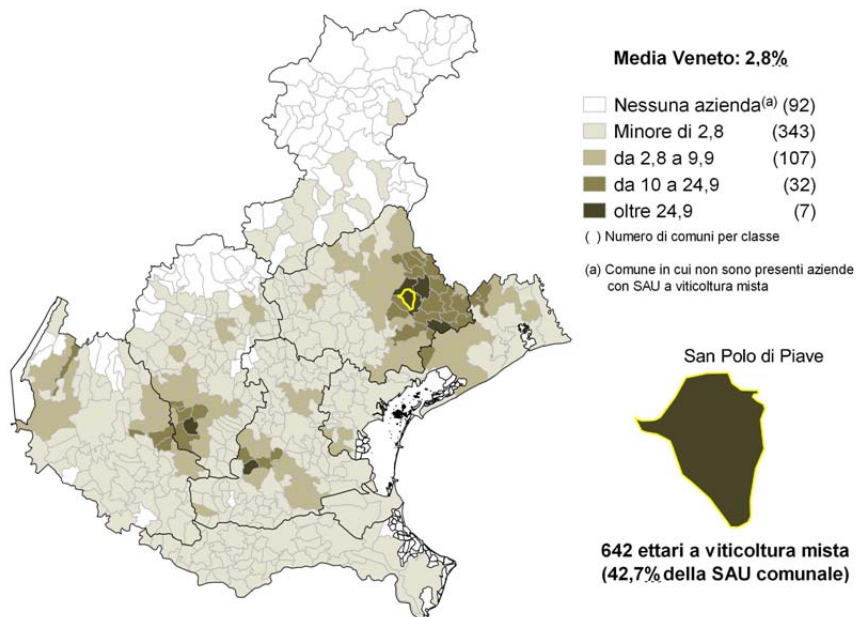 Media Veneto: 2,8%
Nessuna azienda(a) (92)
Minore di 2,8 (343)
da 2,8 a 9,9 (107)
da 10 a 24,9 (32)
oltre 24,9 (7)
( ) Numero di comuni per classe
(a) Comune in cui non sono presenti aziende
con SAU a viticoltura mista
San Polo di Piave
642 ettari a viticoltura mista
(42,7% della SAU comunale)